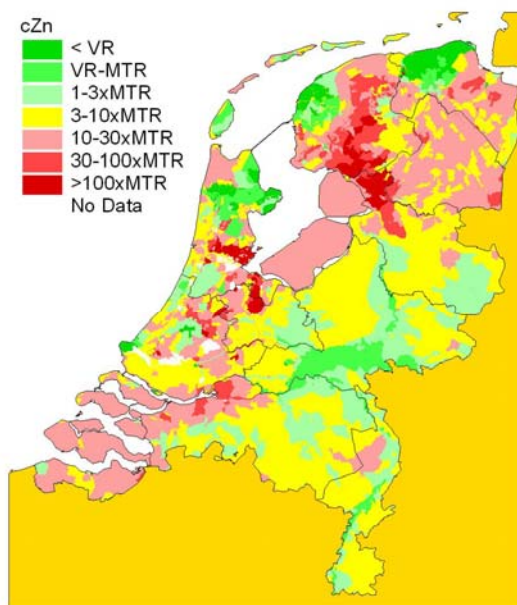 cZn
< VR
VR-MTR
1-3xMTR
3-10xMTR
10-30xMTR
30-100xMTR
>100xMTR
No Data